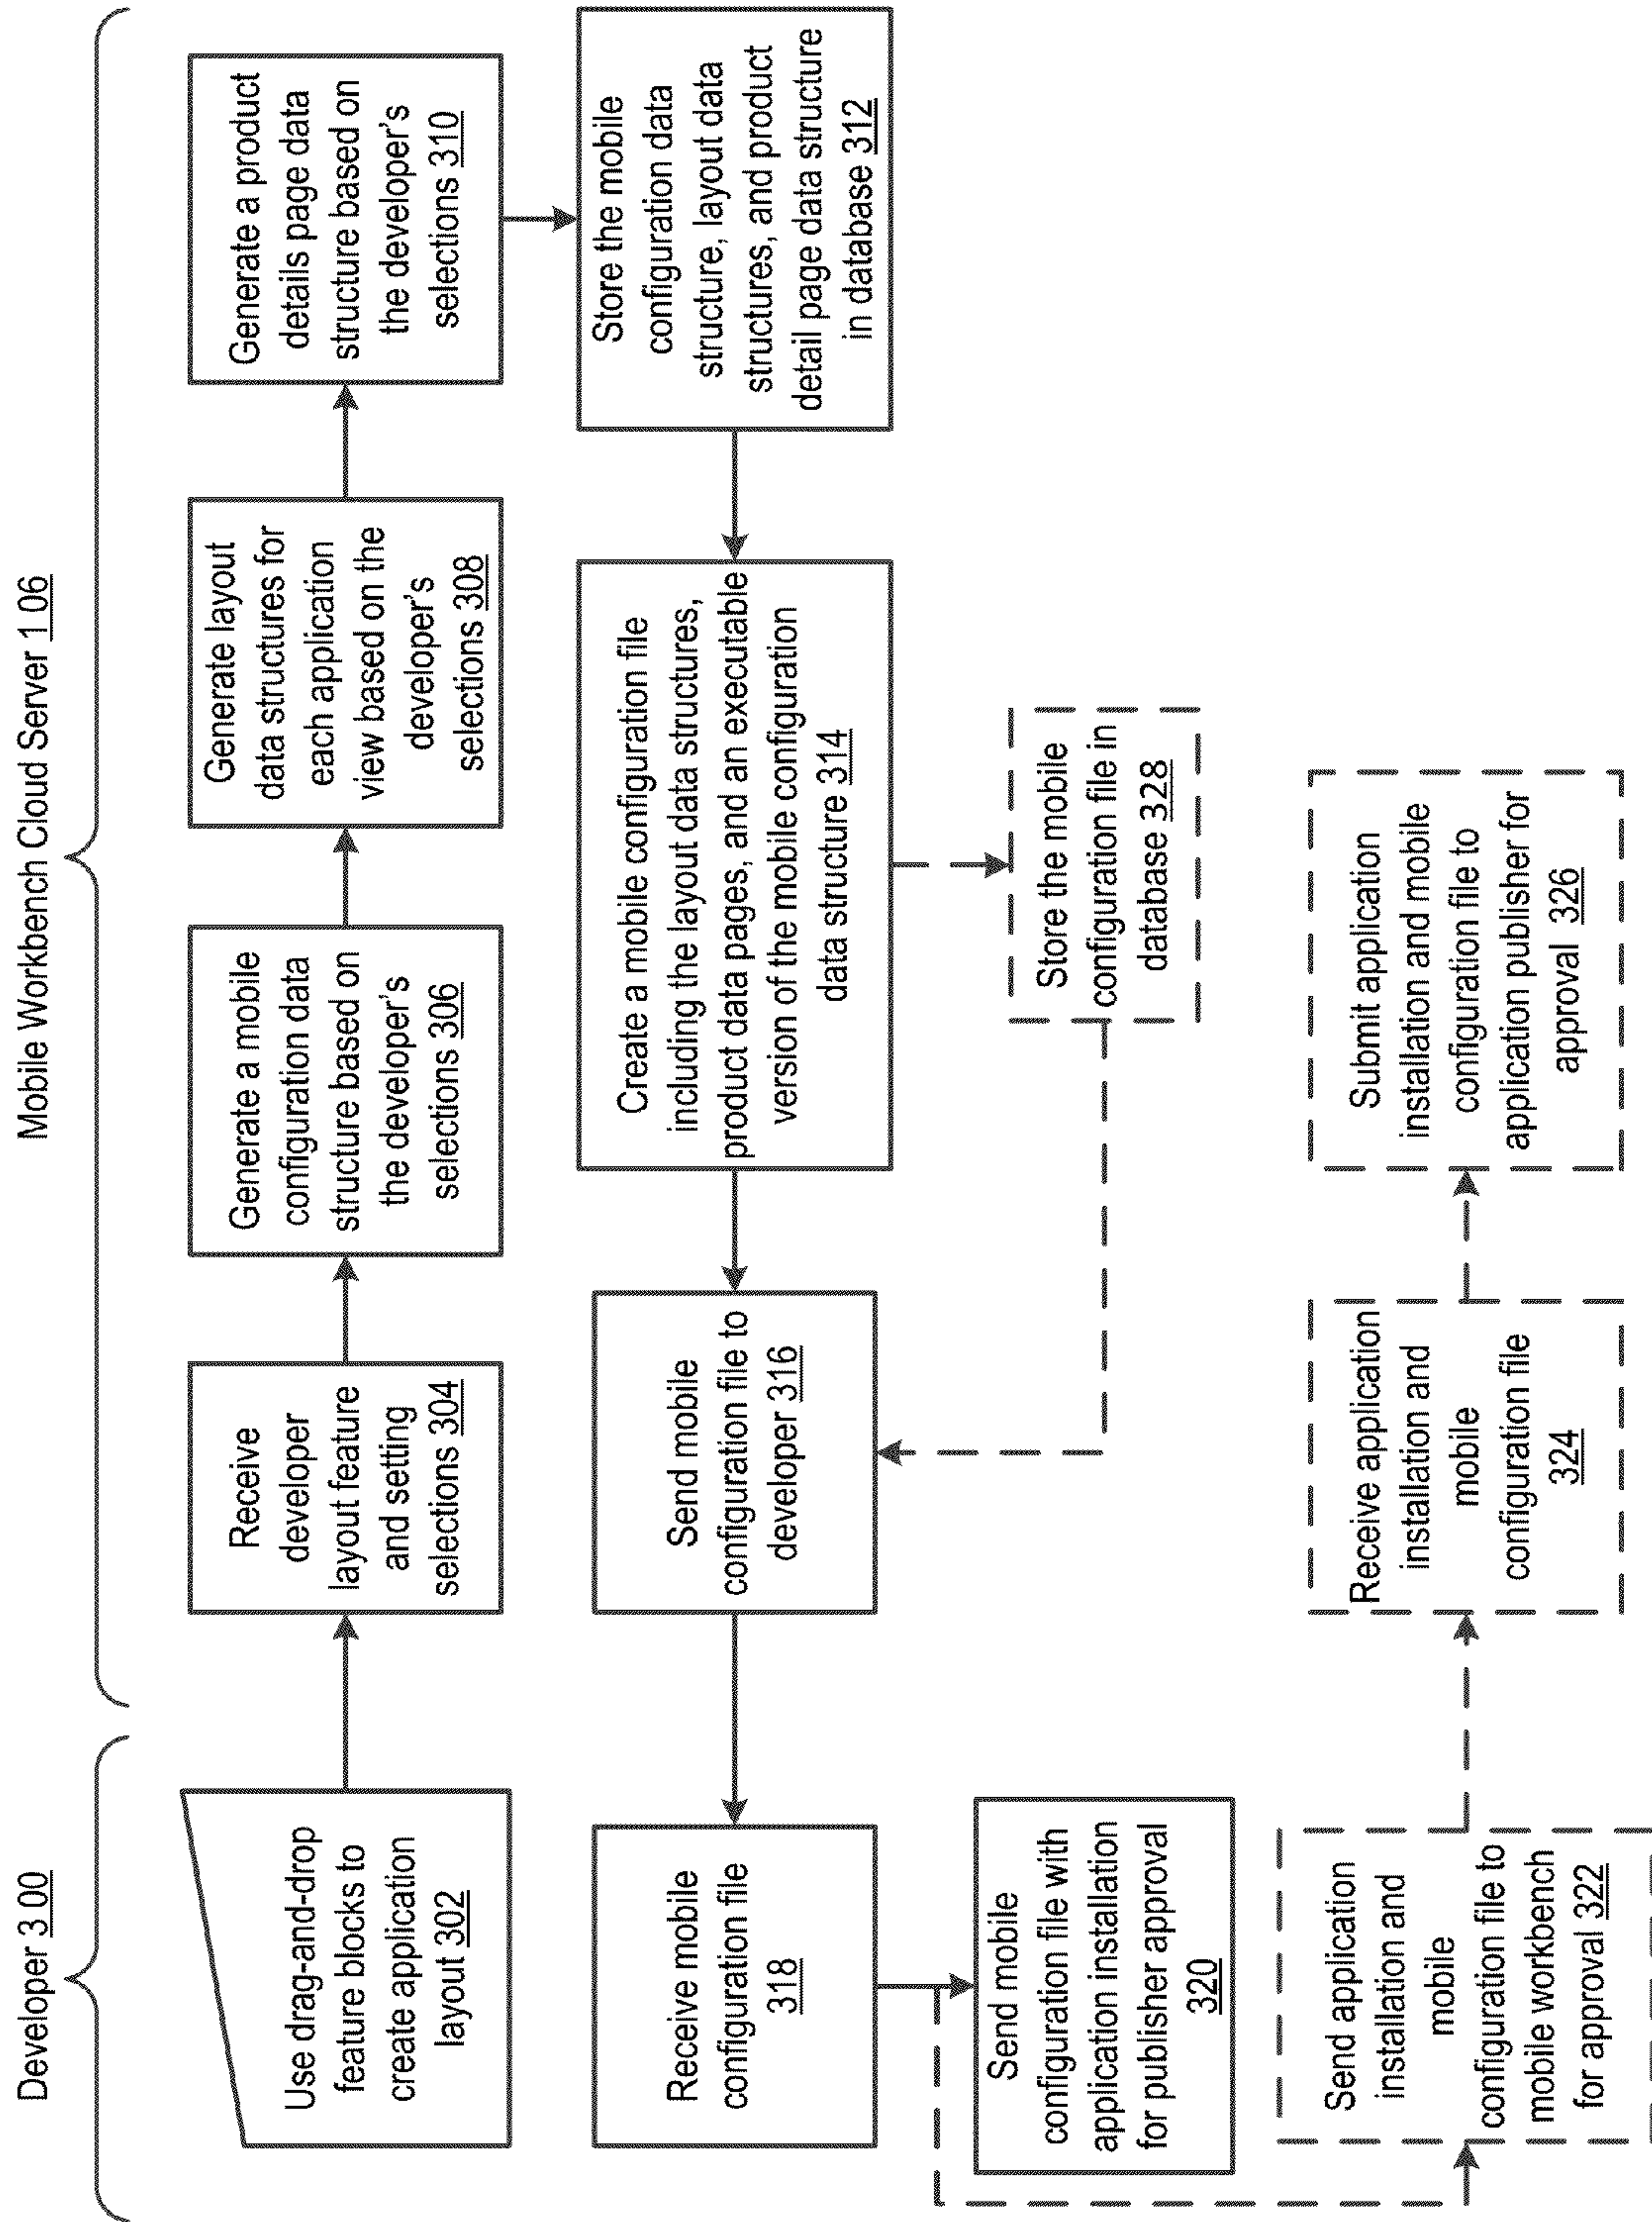 Developer 300
Mobile Workbench Cloud Server 106
Use drag-and-drop
feature blocks to
create application
layout 302
Receive
developer
layout feature
and setting
selections 304
Generate a mobile
configuration data
structure based on
the developer's
selections 306
Generate layout
data structures for
each application
view based on the
developer's
selections 308
Generate a product
details page data
structure based on
the developer's
selections 310
Store the mobile
configuration data
structure, layout data
structures, and product
detail page data structure
in database 312
Create a mobile configuration file
including the layout data structures,
product data pages, and an executable
version of the mobile configuration
data structure 314
Store the mobile
configuration file in
database 328
Send mobile
configuration file to
developer 316
Receive mobile
configuration file
318
Send mobile
configuration file with
application installation
for publisher approval
320
Send application
installation and
mobile
configuration file to
mobile workbench
for approval 322
Receive application
installation and
mobile
configuration file
324
Submit application
installation and mobile
configuration file to
application publisher for
approval 326